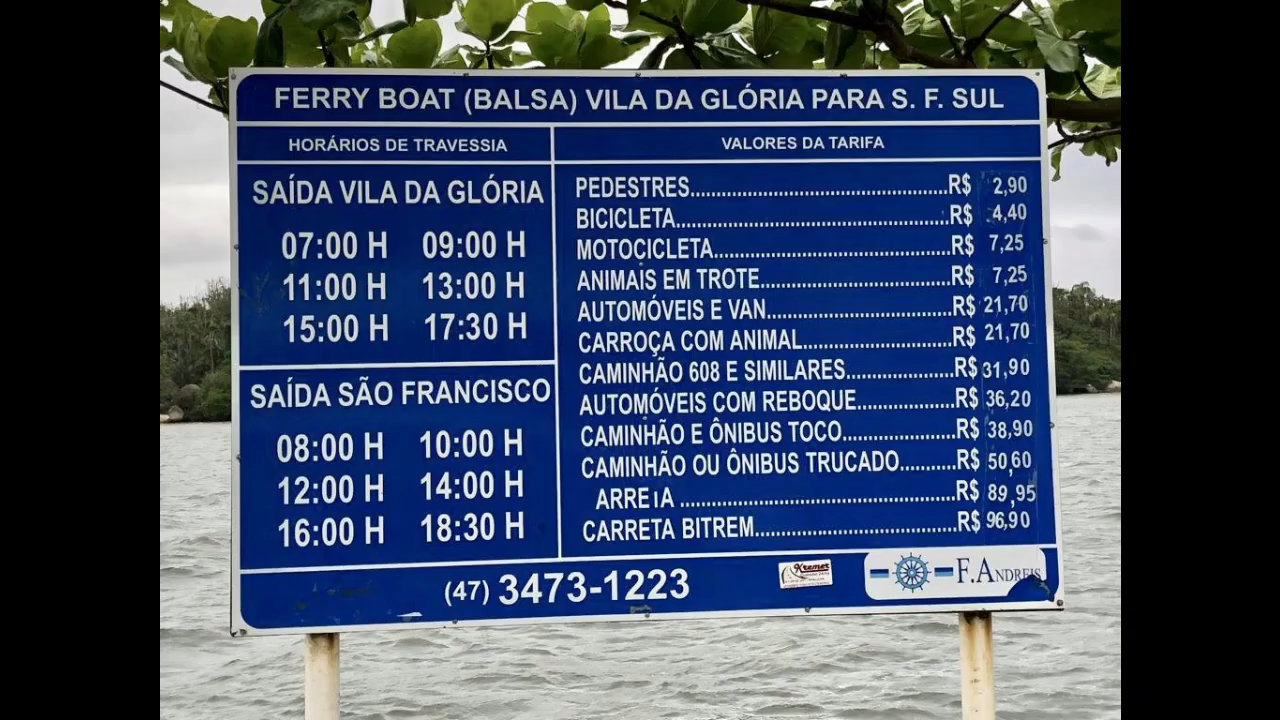 FERRY BOAT (BALSA) VILA DA GLÓRIA PARA S. F. SUL
HORÁRIOS DE TRAVESSIA
SAÍDA VILA DA GLÓRIA
07:00 H 09:00 H
11:00 H 13:00 H
15:00 H 17:30 H
SAÍDA SÃO FRANCISCO
08:00 H 10:00 H
12:00 H 14:00 H
16:00 H 18:30 H
VALORES DA TARIFA
PEDESTRES..........................................R$ 2,90
BICICLETA............................................R$ 4,40
MOTOCICLETA.......................................R$ 7,25
ANIMAIS EM TROTE................................R$ 7,25
AUTOMÓVEIS E VAN...............................R$ 21,70
CARROÇA COM ANIMAL.........................R$ 21,70
CAMINHÃO 608 E SIMILARES..................R$ 31,90
AUTOMÓVEIS COM REBOQUE................R$ 36,20
CAMINHÃO E ÔNIBUS TOCO...................R$ 38,90
CAMINHÃO OU ÔNIBUS TRUCADO.........R$ 50,60
ARREIA .............................................R$ 89,95
CARRETA BITREM.................................R$ 96,90
(47) 3473-1223
Kremer
F. ANDREIS